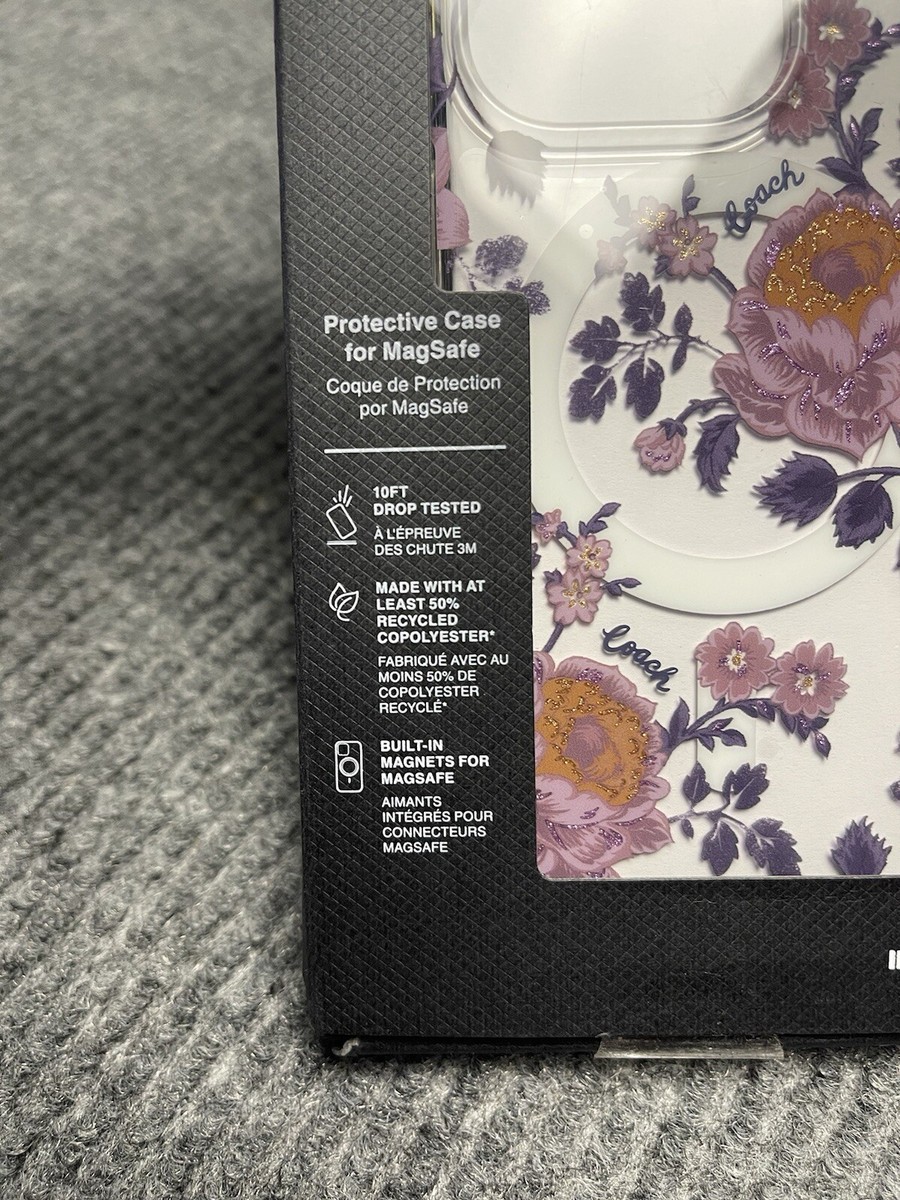 Coach
Protective Case
for MagSafe
Coque de Protection
por MagSafe
10FT
DROP TESTED
À L'ÉPREUVE
DES CHUTE 3M
MADE WITH AT
LEAST 50%
RECYCLED
COPOLYESTER*
FABRIQUÉ AVEC AU
MOINS 50% DE
COPOLYESTER
RECYCLÉ*
Coach
BUILT-IN
MAGNETS FOR
MAGSAFE
AIMANTS
INTÉGRÉS POUR
CONNECTEURS
MAGSAFE